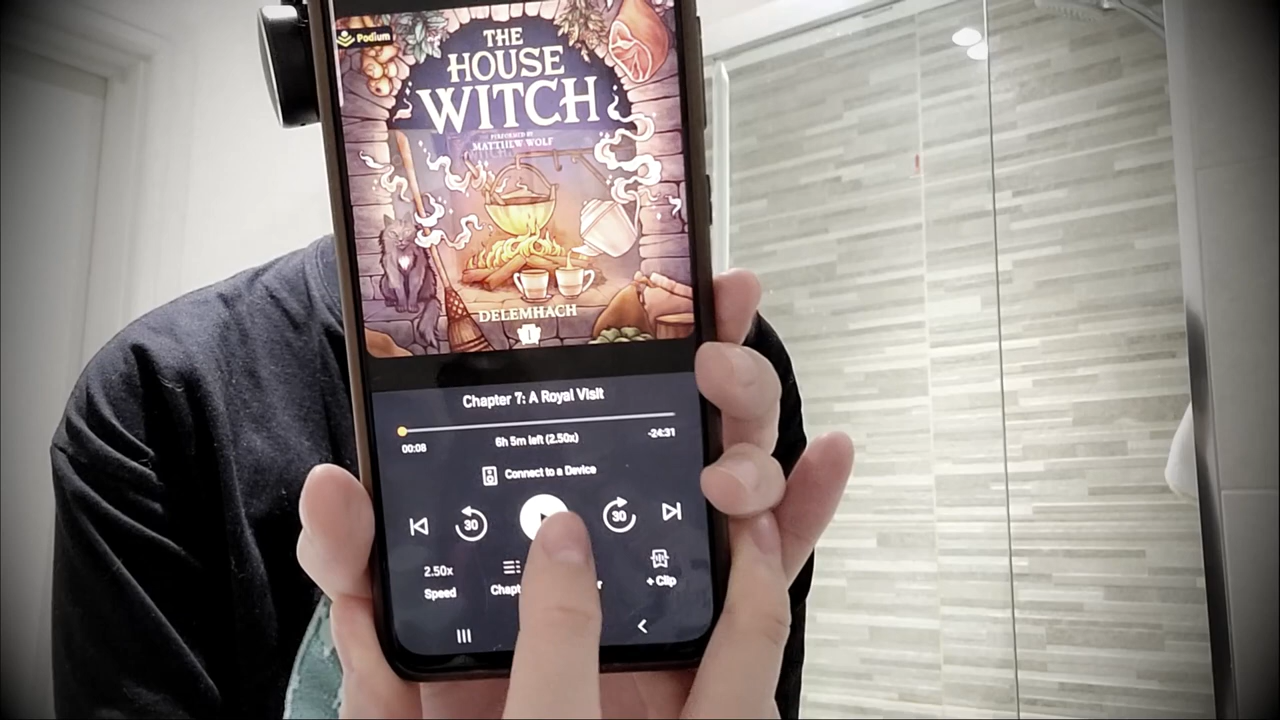 Podium
THE
HOUSE
WITCH
PERFORMED BY
MATTHEW WOLF
DELEMHACH
1
Chapter 7: A Royal Visit
00:08
6h 5m left (2.50x)
-24:31
Connect to a Device
30
30
2.50x
Speed
+ Clip